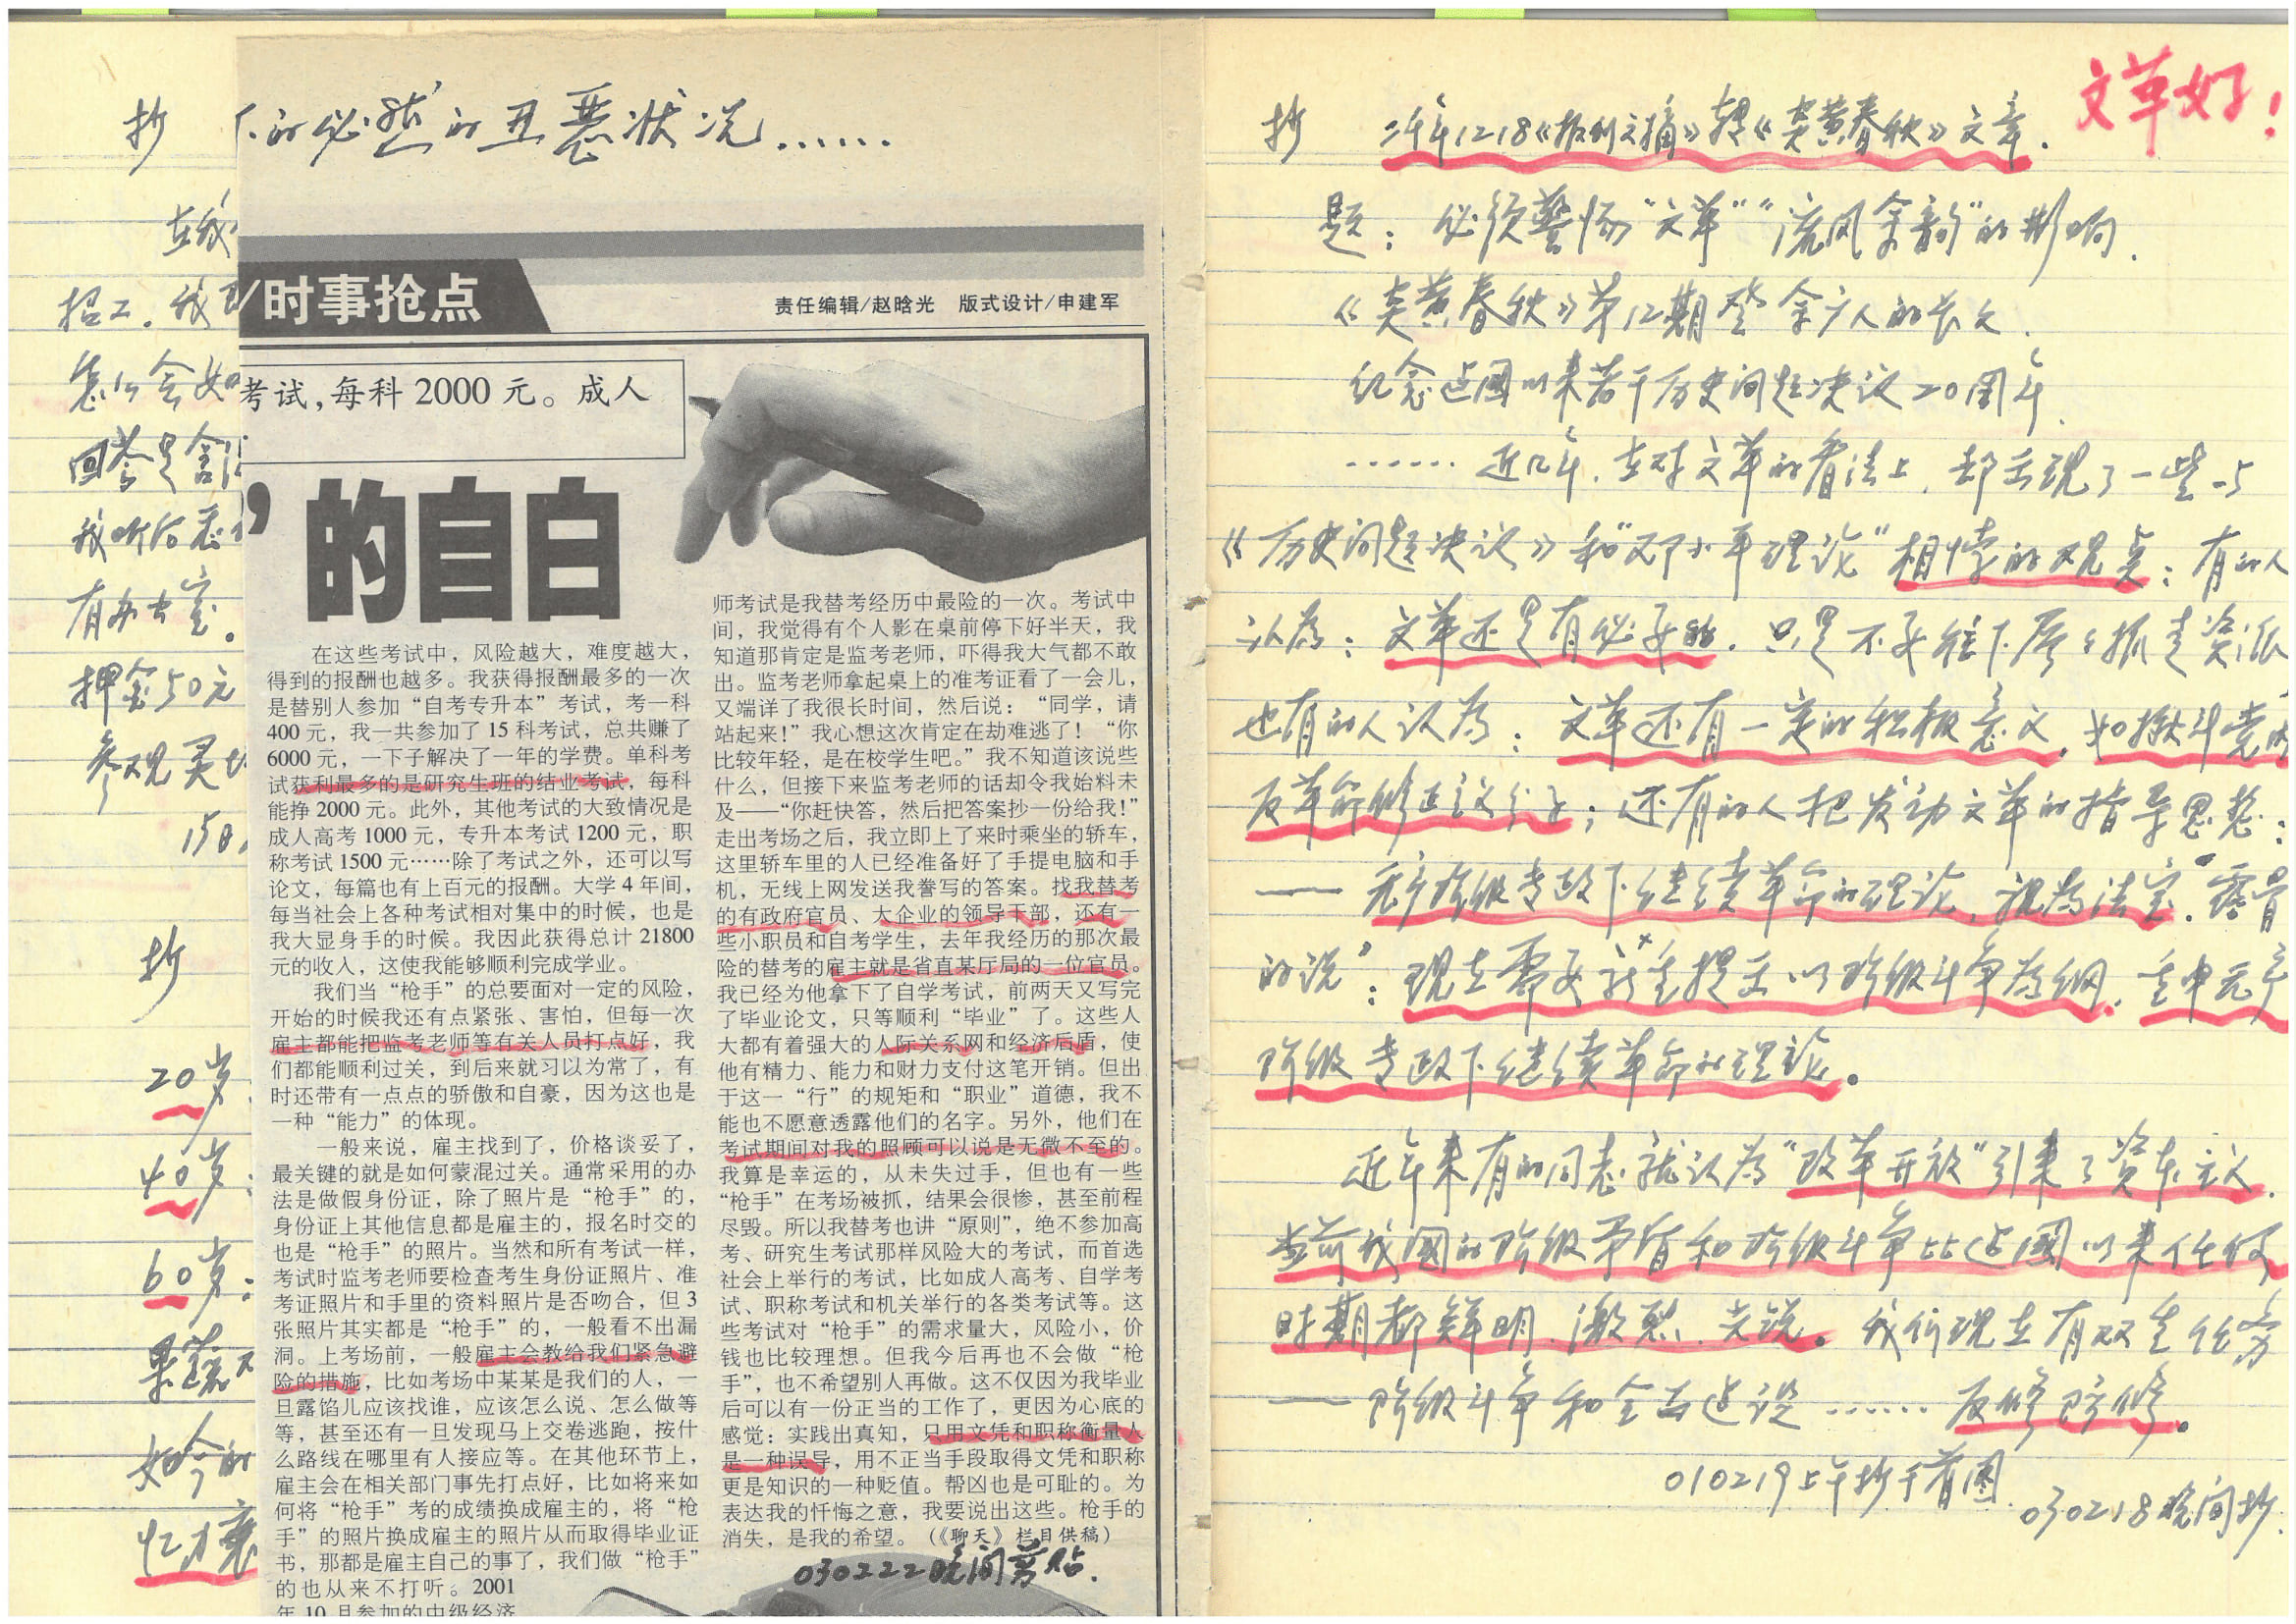 抄
在我
招工.我
怎么会如
回答是含
我听后
有办
押金50元
参观
15日
抄
20岁
40岁:
60岁:
果蔬
如今的
忆力衰
下的必然的丑恶状况……
/时事抢点
责任编辑/赵晗光 版式设计/申建军
考试,每科2000元。成人
”的自白
在这些考试中，风险越大，难度越大，
得到的报酬也越多。我获得报酬最多的一次
是替别人参加“自考专升本”考试，考一科
400元，我一共参加了15科考试，总共赚了
6000元，一下子解决了一年的学费。单科考
试获利最多的是研究生班的结业考试，每科
能挣2000元。此外，其他考试的大致情况是
成人高考1000元，专升本考试1200元，职
称考试1500元……除了考试之外，还可以写
论文，每篇也有上百元的报酬。大学4年间，
每当社会上各种考试相对集中的时候，也是
我大显身手的时候。我因此获得总计21800
元的收入，这使我能够顺利完成学业。
我们当“枪手”的总要面对一定的风险，
开始的时候我还有点紧张、害怕，但每一次
雇主都能把监考老师等有关人员打点好，我
们都能顺利过关，到后来就习以为常了，有
时还带有一点点的骄傲和自豪，因为这也是
一种“能力”的体现。
一般来说，雇主找到了，价格谈妥了，
最关键的就是如何蒙混过关。通常采用的办
法是做假身份证，除了照片是“枪手”的，
身份证上其他信息都是雇主的，报名时交的
也是“枪手”的照片。当然和所有考试一样，
考试时监考老师要检查考生身份证照片、准
考证照片和手里的资料照片是否吻合，但3
张照片其实都是“枪手”的，一般看不出漏
洞。上考场前，一般雇主会教给我们紧急避
险的措施，比如考场中某某是我们的人，一
旦露馅儿应该找谁，应该怎么说、怎么做等
等，甚至还有一旦发现马上交卷逃跑，按什
么路线在哪里有人接应等。在其他环节上，
雇主会在相关部门事先打点好，比如将来如
何将“枪手”考的成绩换成雇主的，将“枪
手”的照片换成雇主的照片从而取得毕业证
书，那都是雇主自己的事了，我们做“枪手”
的也从来不打听。2001
年10月参加的中级经济
师考试是我替考经历中最险的一次。考试中
间，我觉得有个人影在桌前停下好半天，我
知道那肯定是监考老师，吓得我大气都不敢
出。监考老师拿起桌上的准考证看了一会儿，
又端详了我很长时间，然后说：“同学，请
站起来！”我心想这次肯定在劫难逃了！“你
比较年轻，是在校学生吧。”我不知道该说些
什么，但接下来监考老师的话却令我始料未
及——“你赶快答，然后把答案抄一份给我！”
走出考场之后，我立即上了来时乘坐的轿车，
这里轿车里的人已经准备好了手提电脑和手
机，无线上网发送我誊写的答案。找我替考
的有政府官员、大企业的领导干部，还有一
些小职员和自考学生，去年我经历的那次最
险的替考的雇主就是省直某厅局的一位官员。
我已经为他拿下了自学考试，前两天又写完
了毕业论文，只等顺利“毕业”了。这些人
大都有着强大的人际关系网和经济后盾，使
他有精力、能力和财力支付这笔开销。但出
于这一“行”的规矩和“职业”道德，我不
能也不愿意透露他们的名字。另外，他们在
考试期间对我的照顾可以说是无微不至的。
我算是幸运的，从未失过手，但也有一些
“枪手”在考场被抓，结果会很惨，甚至前程
尽毁。所以我替考也讲“原则”，绝不参加高
考、研究生考试那样风险大的考试，而首选
社会上举行的考试，比如成人高考、自学考
试、职称考试和机关举行的各类考试等。这
些考试对“枪手”的需求量大，风险小，价
钱也比较理想。但我今后再也不会做“枪
手”，也不希望别人再做。这不仅因为我毕业
后可以有一份正当的工作了，更因为心底的
感觉：实践出真知，只用文凭和职称衡量人
是一种误导，用不正当手段取得文凭和职称
更是知识的一种贬值。帮凶也是可耻的。为
表达我的忏悔之意，我要说出这些。枪手的
消失，是我的希望。（《聊天》栏目供稿）
030222晚间剪贴.
文革好!
抄 二千年12 18《报刊文摘》转《炎黄春秋》文章.
题：必须警惕“文革”“流风余韵”的影响.
《炎黄春秋》第12期登余广人的长文.
纪念建国以来若干历史问题决议20周年.
……近几年.在对文革的看法上，却出现了一些与
《历史问题决议》和“邓小平理论”相悖的观点：有的人
认为：文革还是有必要的.只是不要往下层层抓走资派
也有的人认为：文革还有一定的积极意义.如揪斗党内
反革命修正主义分子；还有的人把发动文革的指导思想：
——无产阶级专政下继续革命的理论，视为法宝.“露骨
的说”：现在需要重新提出以阶级斗争为纲.重申无产
阶级专政下继续革命的理论。
近年来有的同志就认为“改革开放”引来了资本主义.
当前我国的阶级矛盾和阶级斗争比建国以来任何
时期都鲜明.激烈.尖锐。我们现在有双重任务
——阶级斗争和全面建设……反修防修。
010219上午抄于省图.
030218晚间抄.